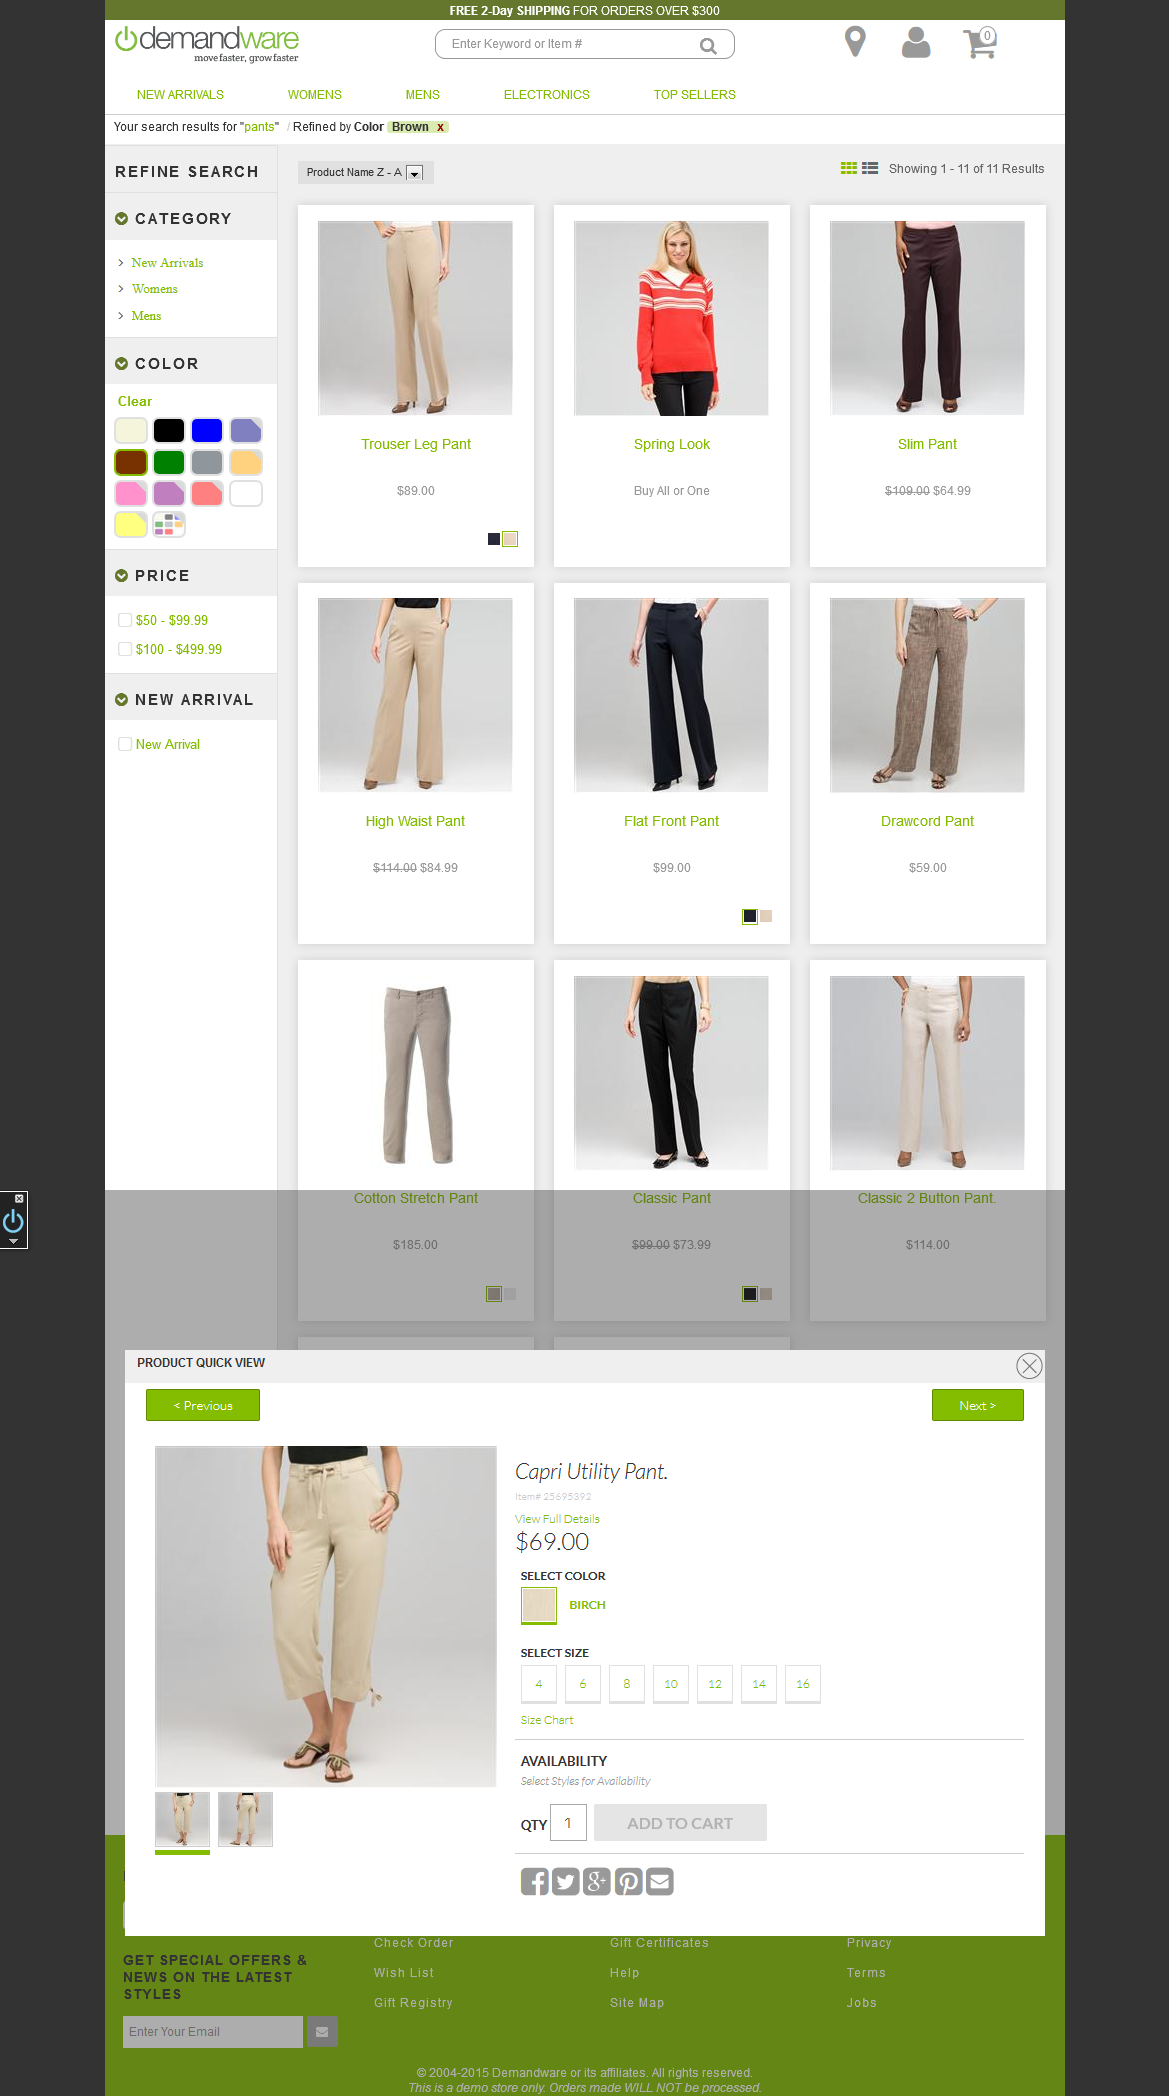 FREE 2-Day SHIPPING FOR ORDERS OVER $300
demandware
move faster, grow faster
Enter Keyword or Item #
0
NEW ARRIVALS WOMENS MENS ELECTRONICS TOP SELLERS
Your search results for "pants" / Refined by Color Brown x
REFINE SEARCH
CATEGORY
> New Arrivals
> Womens
> Mens
COLOR
Clear
PRICE
$50 - $99.99
$100 - $499.99
NEW ARRIVAL
New Arrival
Product Name Z - A
Showing 1 - 11 of 11 Results
Trouser Leg Pant
$89.00
Spring Look
Buy All or One
Slim Pant
$109.00 $64.99
High Waist Pant
$114.00 $84.99
Flat Front Pant
$99.00
Drawcord Pant
$59.00
Cotton Stretch Pant
$185.00
Classic Pant
$99.00 $73.99
Classic 2 Button Pant.
$114.00
PRODUCT QUICK VIEW
< Previous
Next >
Capri Utility Pant.
Item# 25695392
View Full Details
$69.00
SELECT COLOR
BIRCH
SELECT SIZE
4 6 8 10 12 14 16
Size Chart
AVAILABILITY
Select Styles for Availability
QTY 1 ADD TO CART
GET SPECIAL OFFERS &
NEWS ON THE LATEST
STYLES
Enter Your Email
Check Order
Wish List
Gift Registry
Gift Certificates
Help
Site Map
Privacy
Terms
Jobs
© 2004-2015 Demandware or its affiliates. All rights reserved.
This is a demo store only. Orders made WILL NOT be processed.